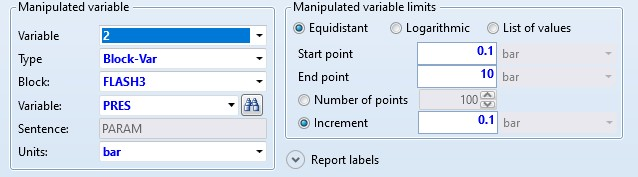 Manipulated variable
Variable 2
Type Block-Var
Block: FLASH3
Variable: PRES
Sentence: PARAM
Units: bar
Manipulated variable limits
Equidistant Logarithmic List of values
Start point 0.1 bar
End point 10 bar
Number of points 100
Increment 0.1 bar
Report labels